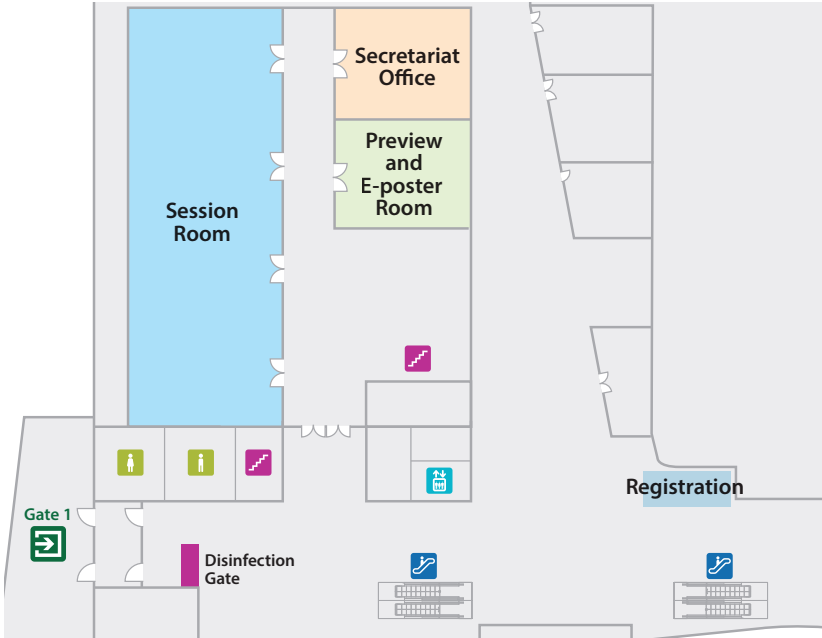 Secretariat
Office
Preview
and
E-poster
Room
Session
Room
Registration
Gate 1
Disinfection
Gate